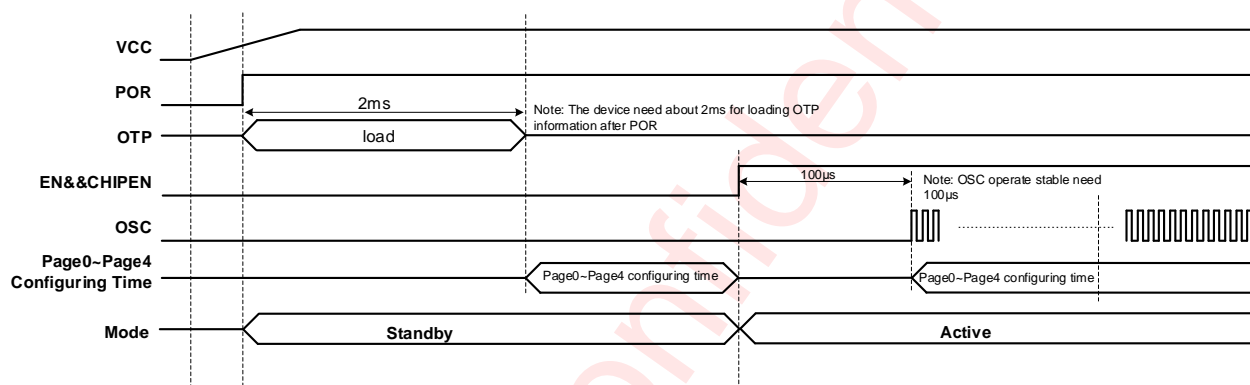 VCC
POR
2ms
Note: The device need about 2ms for loading OTP
information after POR
OTP
load
EN&&CHIPEN
100µs
Note: OSC operate stable need
100µs
OSC
Page0~Page4
Configuring Time
Page0~Page4 configuring time
Page0~Page4 configuring time
Mode
Standby
Active